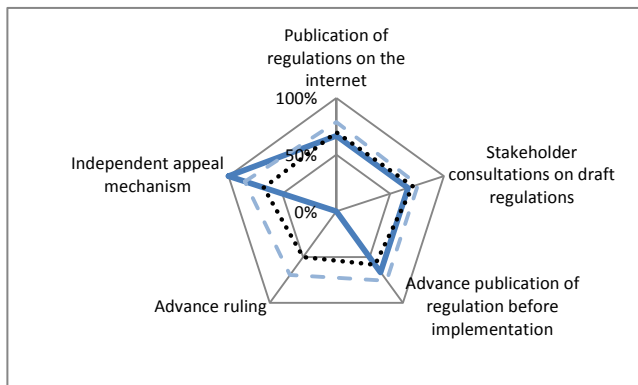 Publication of
regulations on the
internet
100%
50%
0%
Stakeholder
consultations on draft
regulations
Advance publication of
regulation before
implementation
Advance ruling
Independent appeal
mechanism